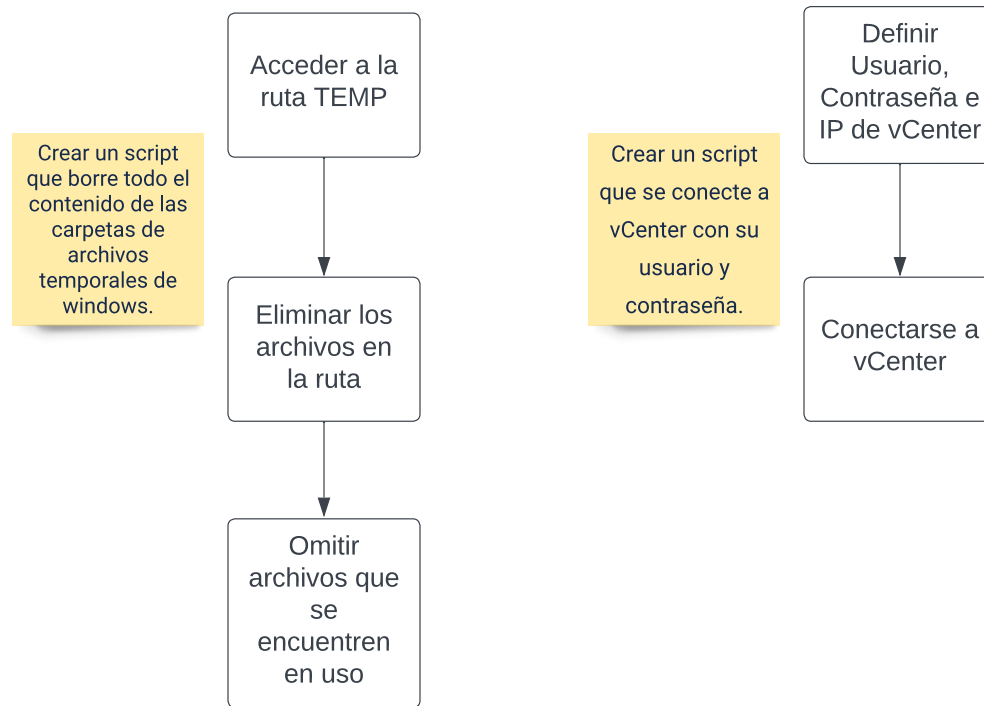 Acceder a la
ruta TEMP
Crear un script
que borre todo el
contenido de las
carpetas de
archivos
temporales de
windows.
Eliminar los
archivos en
la ruta
Omitir
archivos que
se
encuentren
en uso
Definir
Usuario,
Contraseña e
IP de vCenter
Crear un script
que se conecte a
vCenter con su
usuario y
contraseña.
Conectarse a
vCenter